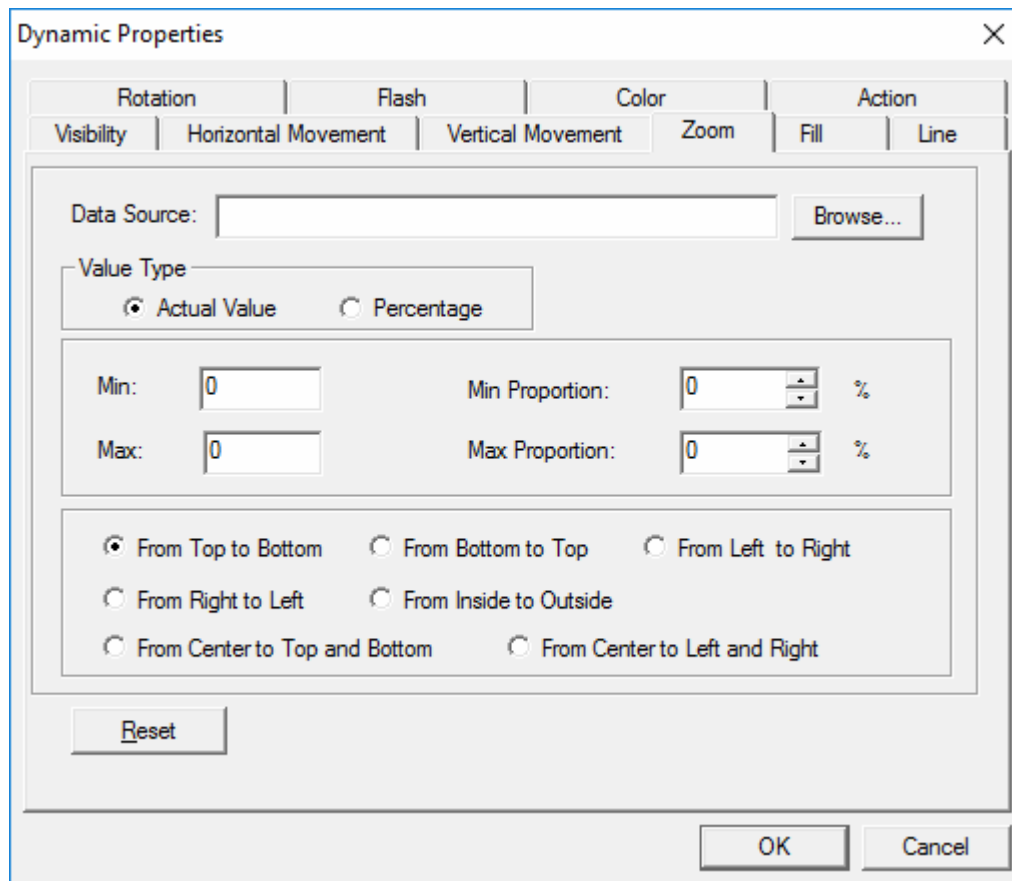 Dynamic Properties
Rotation Flash Color Action
Visibility Horizontal Movement Vertical Movement Zoom Fill Line
Data Source: Browse...
Value Type
Actual Value Percentage
Min: 0 Min Proportion: 0 %
Max: 0 Max Proportion: 0 %
From Top to Bottom From Bottom to Top From Left to Right
From Right to Left From Inside to Outside
From Center to Top and Bottom From Center to Left and Right
Reset
OK Cancel